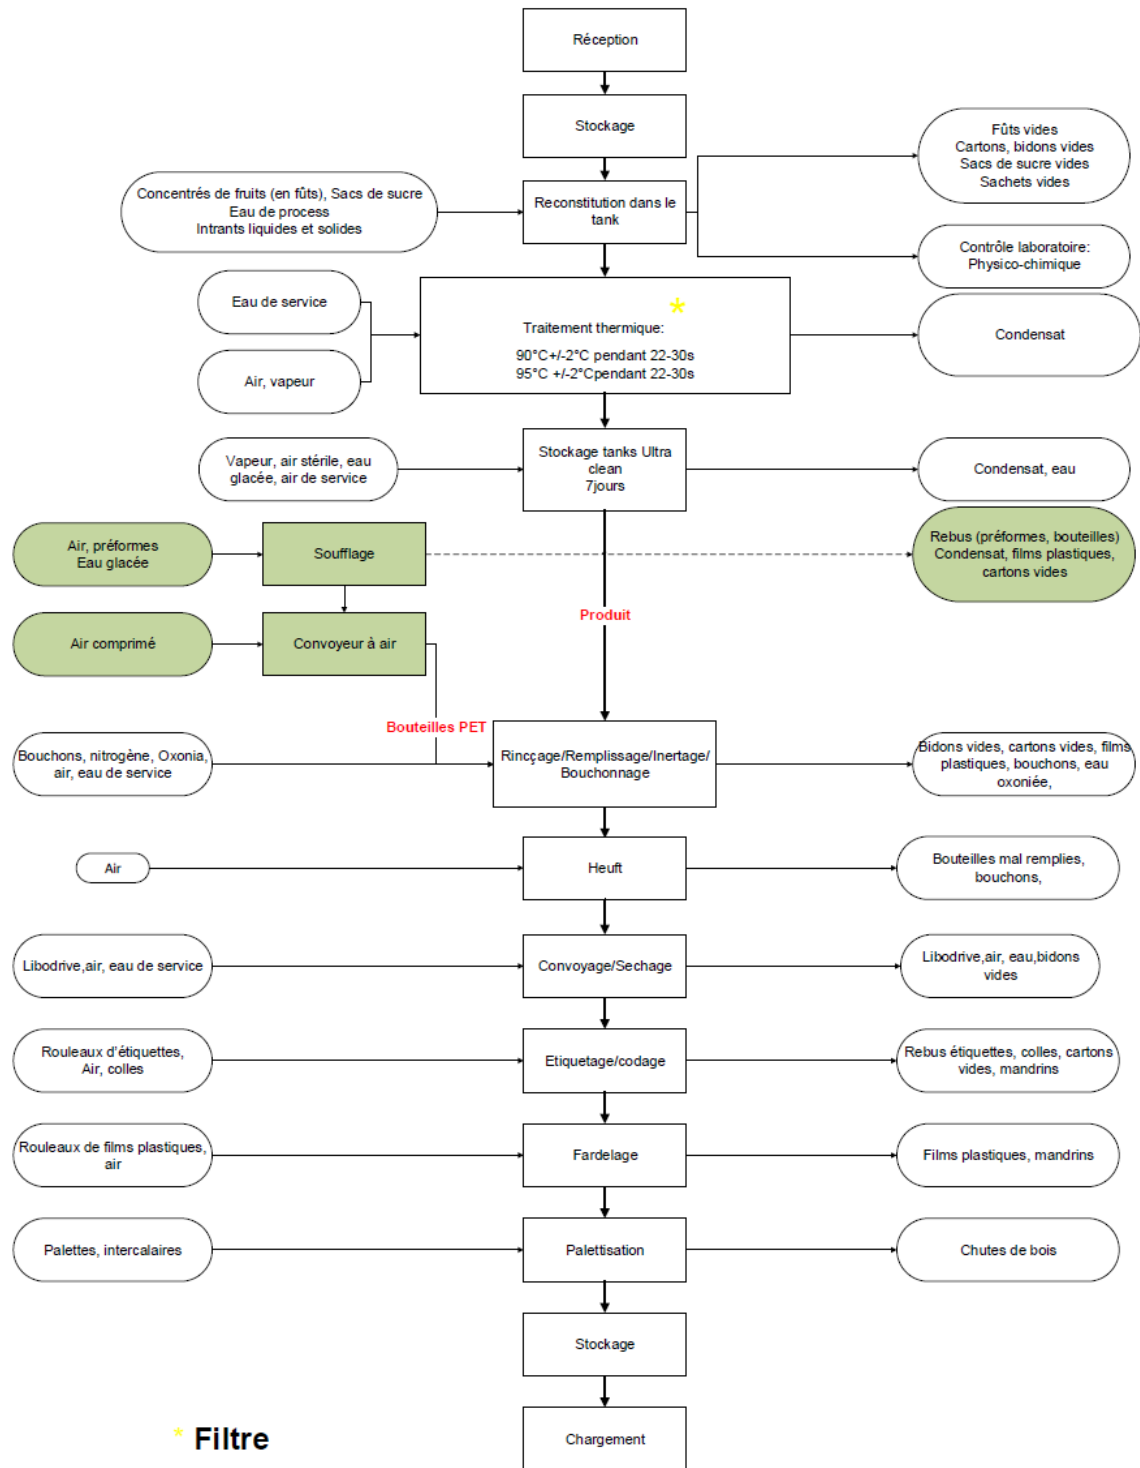 Réception
Stockage
Fûts vides
Cartons, bidons vides
Sacs de sucre vides
Sachets vides
Concentrés de fruits (en fûts), Sacs de sucre
Eau de process
Intrants liquides et solides
Reconstitution dans le
tank
Contrôle laboratoire:
Physico-chimique
Eau de service
Air, vapeur
*
Traitement thermique:
90°C+/-2°C pendant 22-30s
95°C +/-2°Cpendant 22-30s
Condensat
Vapeur, air stérile, eau
glacée, air de service
Stockage tanks Ultra
clean
7jours
Condensat, eau
Air, préformes
Eau glacée
Soufflage
Rebus (préformes, bouteilles)
Condensat, films plastiques,
cartons vides
Produit
Air comprimé
Convoyeur à air
Bouteilles PET
Bouchons, nitrogène, Oxonia,
air, eau de service
Rincçage/Remplissage/Inertage/
Bouchonnage
Bidons vides, cartons vides, films
plastiques, bouchons, eau
oxoniée,
Air
Heuft
Bouteilles mal remplies,
bouchons,
Libodrive,air, eau de service
Convoyage/Sechage
Libodrive,air, eau,bidons
vides
Rouleaux d'étiquettes,
Air, colles
Etiquetage/codage
Rebus étiquettes, colles, cartons
vides, mandrins
Rouleaux de films plastiques,
air
Fardelage
Films plastiques, mandrins
Palettes, intercalaires
Palettisation
Chutes de bois
Stockage
Chargement
* Filtre